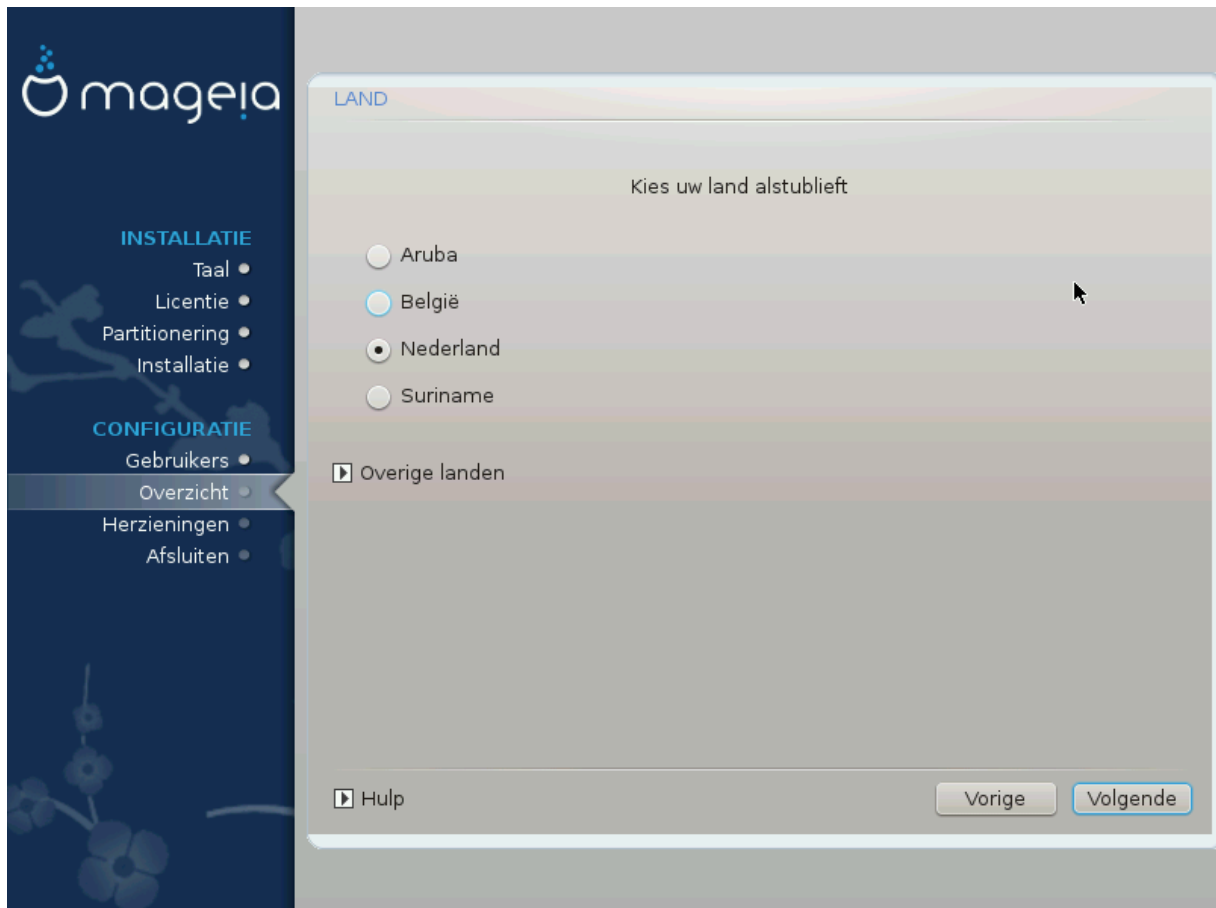 mageia
INSTALLATIE
Taal
Licentie
Partitionering
Installatie
CONFIGURATIE
Gebruikers
Overzicht
Herzieningen
Afsluiten
LAND
Kies uw land alstublieft
Aruba
België
Nederland
Suriname
Overige landen
Hulp
Vorige
Volgende